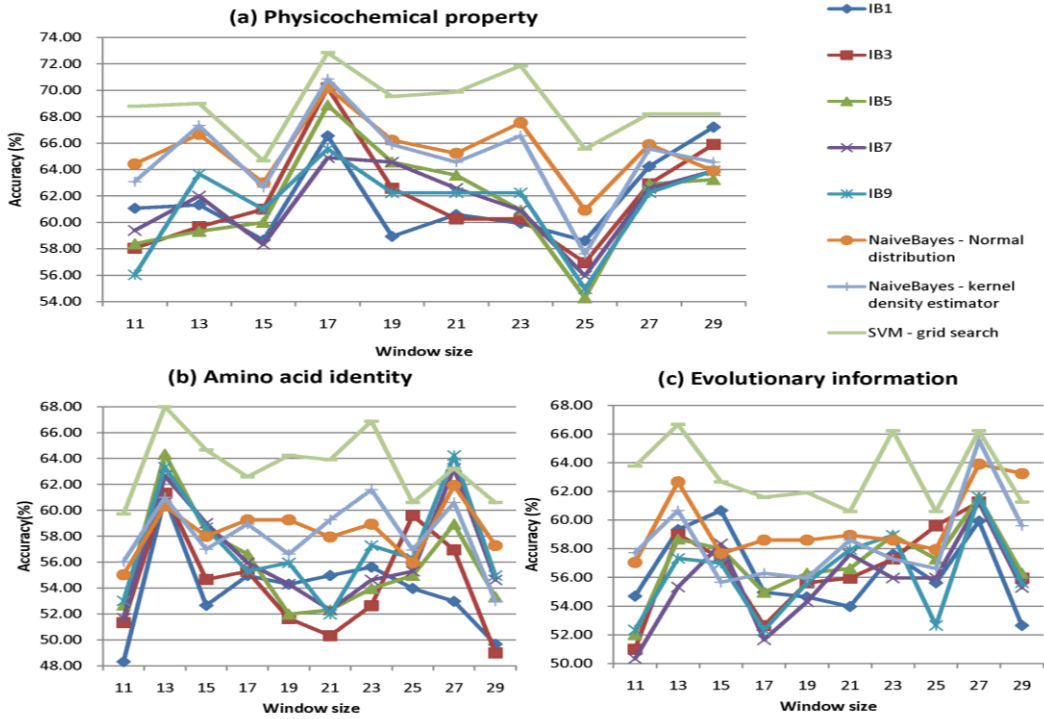 (a) Physicochemical property
Accuracy (%)
74.00
72.00
70.00
68.00
66.00
64.00
62.00
60.00
58.00
56.00
54.00
11 13 15 17 19 21 23 25 27 29
Window size
IB1
IB3
IB5
IB7
IB9
NaiveBayes - Normal
distribution
NaiveBayes - kernel
density estimator
SVM - grid search
(b) Amino acid identity
Accuracy(%)
68.00
66.00
64.00
62.00
60.00
58.00
56.00
54.00
52.00
50.00
48.00
11 13 15 17 19 21 23 25 27 29
Window size
(c) Evolutionary information
Accuracy (%)
68.00
66.00
64.00
62.00
60.00
58.00
56.00
54.00
52.00
50.00
11 13 15 17 19 21 23 25 27 29
Window size